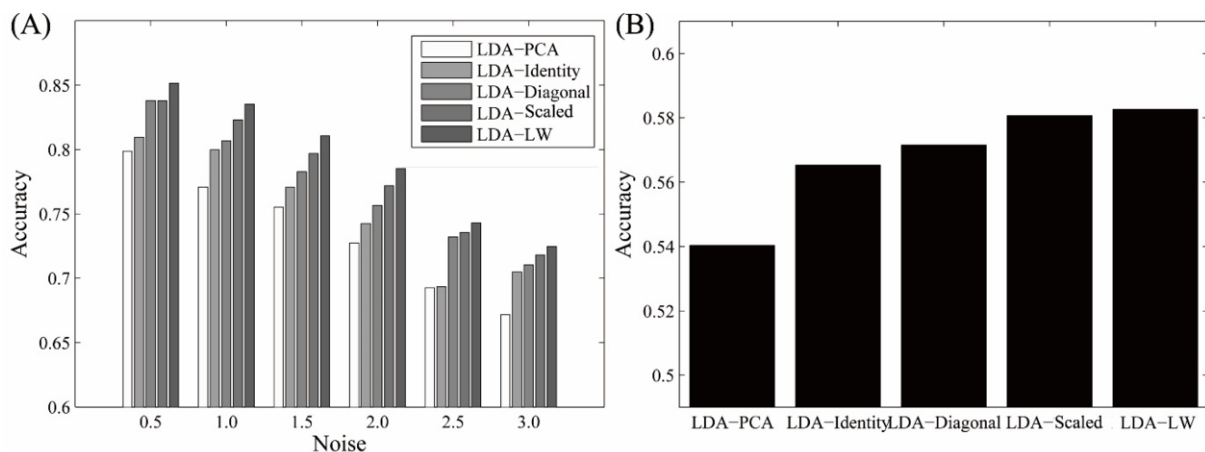 (A)
Accuracy
0.85
0.8
0.75
0.7
0.65
0.6
LDA-PCA
LDA-Identity
LDA-Diagonal
LDA-Scaled
LDA-LW
0.5 1.0 1.5 2.0 2.5 3.0
Noise
(B)
Accuracy
0.6
0.58
0.56
0.54
0.52
0.5
LDA-PCA LDA-Identity LDA-Diagonal LDA-Scaled LDA-LW